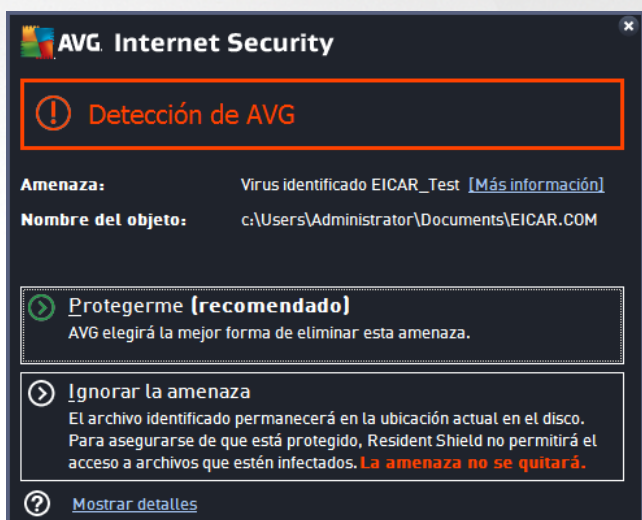 AVG. Internet Security
Detección de AVG
Amenaza: Virus identificado EICAR_Test [Más información]
Nombre del objeto: c:\Users\Administrator\Documents\EICAR.COM
Protegerme (recomendado)
AVG elegirá la mejor forma de eliminar esta amenaza.
Ignorar la amenaza
El archivo identificado permanecerá en la ubicación actual en el disco.
Para asegurarse de que está protegido, Resident Shield no permitirá el
acceso a archivos que estén infectados. La amenaza no se quitará.
Mostrar detalles